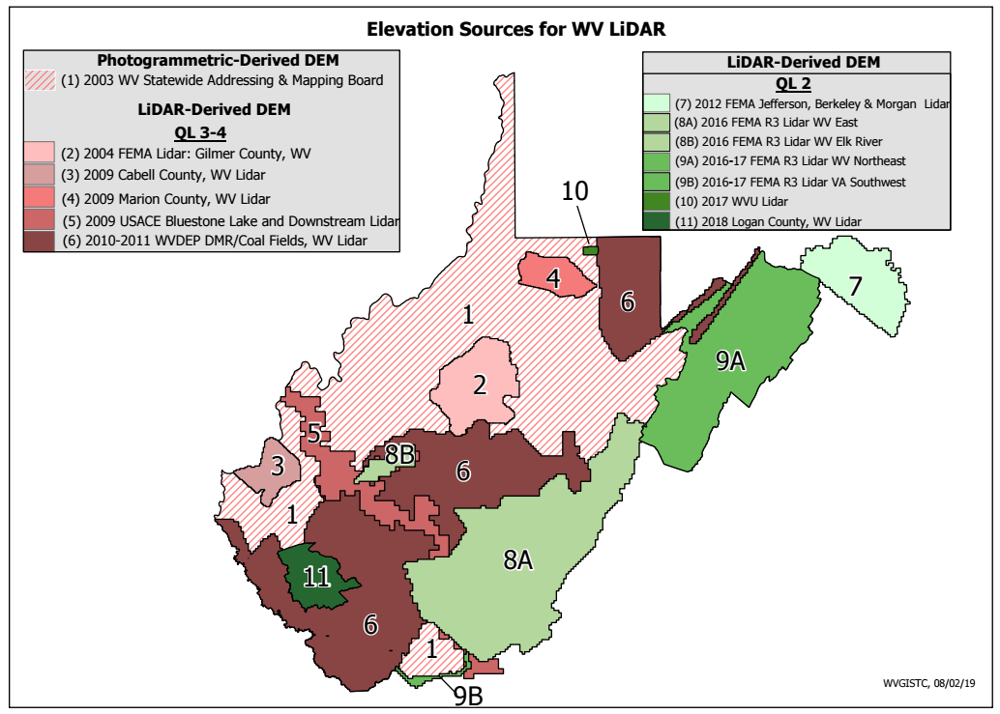 Elevation Sources for WV LiDAR
Photogrammetric-Derived DEM
(1) 2003 WV Statewide Addressing & Mapping Board
LiDAR-Derived DEM
QL 3-4
(2) 2004 FEMA Lidar: Gilmer County, WV
(3) 2009 Cabell County, WV Lidar
(4) 2009 Marion County, WV Lidar
(5) 2009 USACE Bluestone Lake and Downstream Lidar
(6) 2010-2011 WVDEP DMR/Coal Fields, WV Lidar
LiDAR-Derived DEM
QL 2
(7) 2012 FEMA Jefferson, Berkeley & Morgan Lidar
(8A) 2016 FEMA R3 Lidar WV East
(8B) 2016 FEMA R3 Lidar WV Elk River
(9A) 2016-17 FEMA R3 Lidar WV Northeast
(9B) 2016-17 FEMA R3 Lidar VA Southwest
(10) 2017 WVU Lidar
(11) 2018 Logan County, WV Lidar
10
4
7
6
1
9A
2
5
8B
3
6
1
8A
11
6
1
9B
WVGISTC, 08/02/19